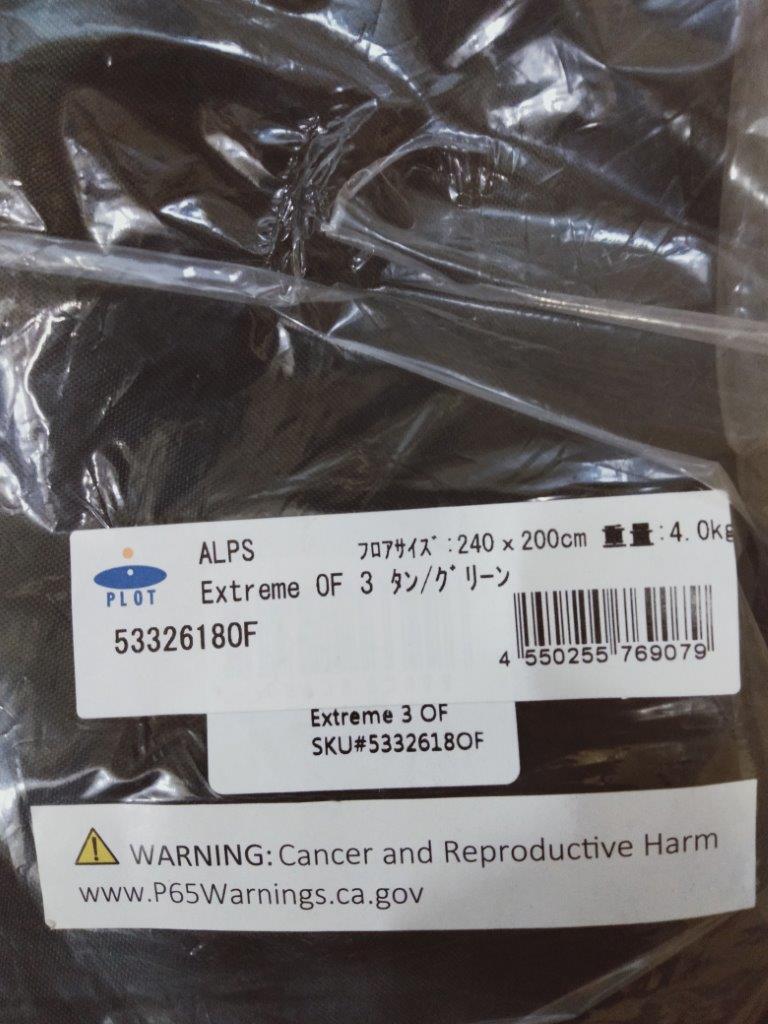 ALPS ﾌﾛｱｻｲｽﾞ:240 x 200cm 重量:4.0kg
Extreme OF 3 ﾀﾝ/ｸﾞﾘｰﾝ
PLOT
53326180F
4 550255 769079
Extreme 3 OF
SKU#5332618OF
WARNING: Cancer and Reproductive Harm
www.P65Warnings.ca.gov